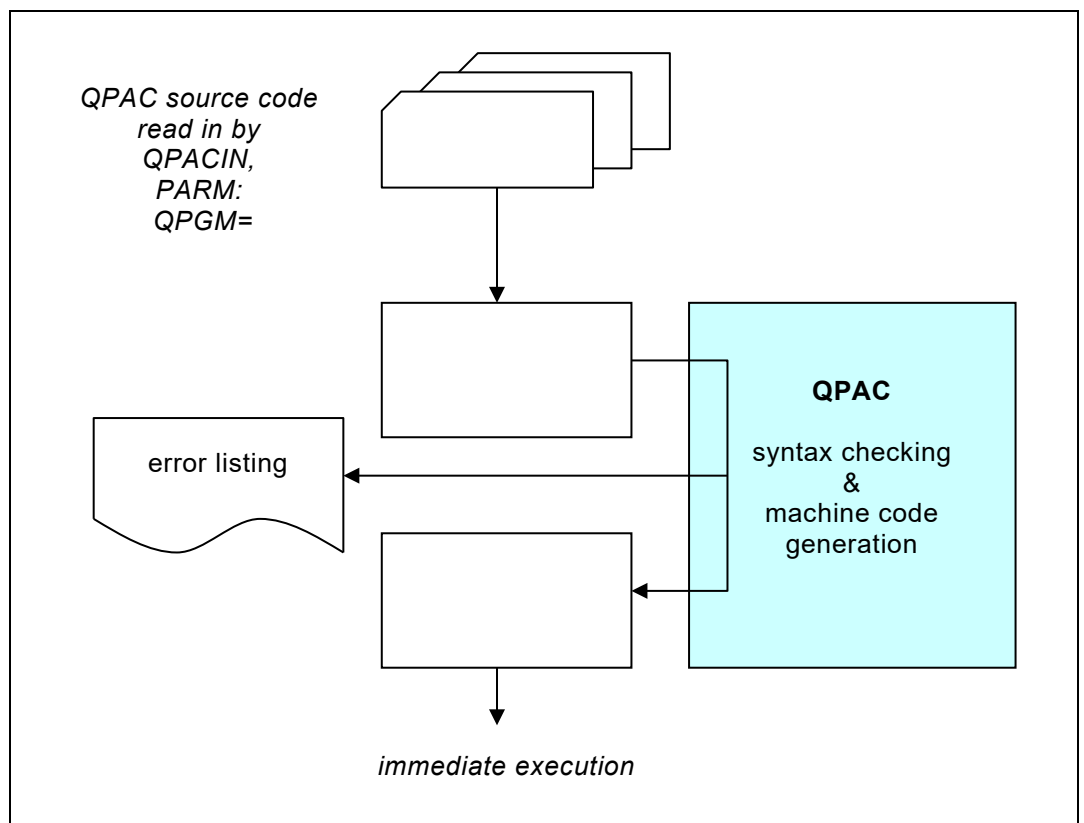 QPAC source code
read in by
QPACIN,
PARM:
QPGM=
QPAC
syntax checking
&
machine code
generation
error listing
immediate execution